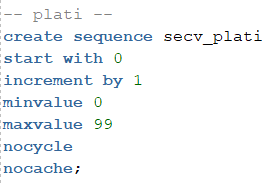 -- plati --
create sequence secv_plati
start with 0
increment by 1
minvalue 0
maxvalue 99
nocycle
nocache;